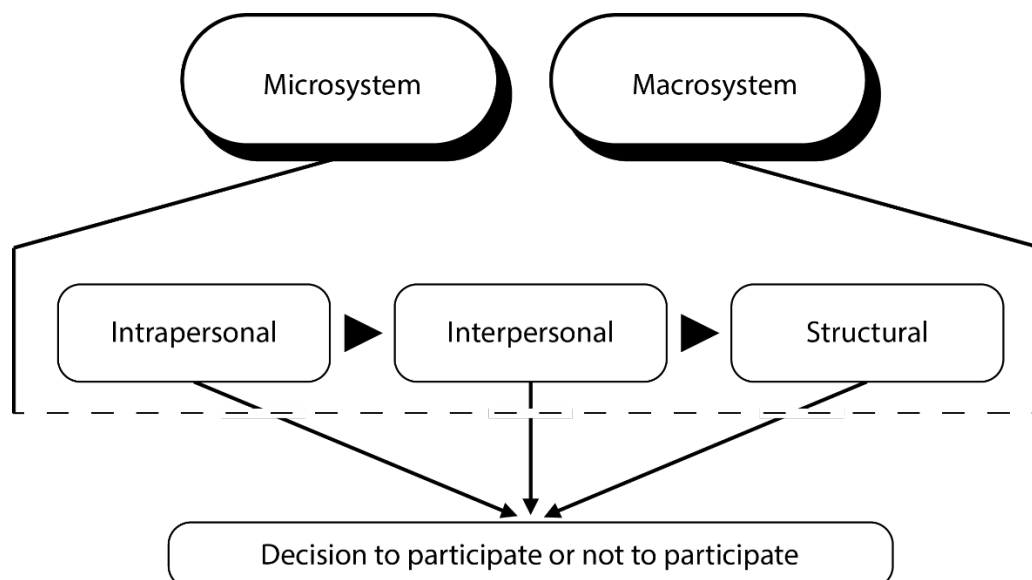 Microsystem
Macrosystem
Intrapersonal
Interpersonal
Structural
Decision to participate or not to participate